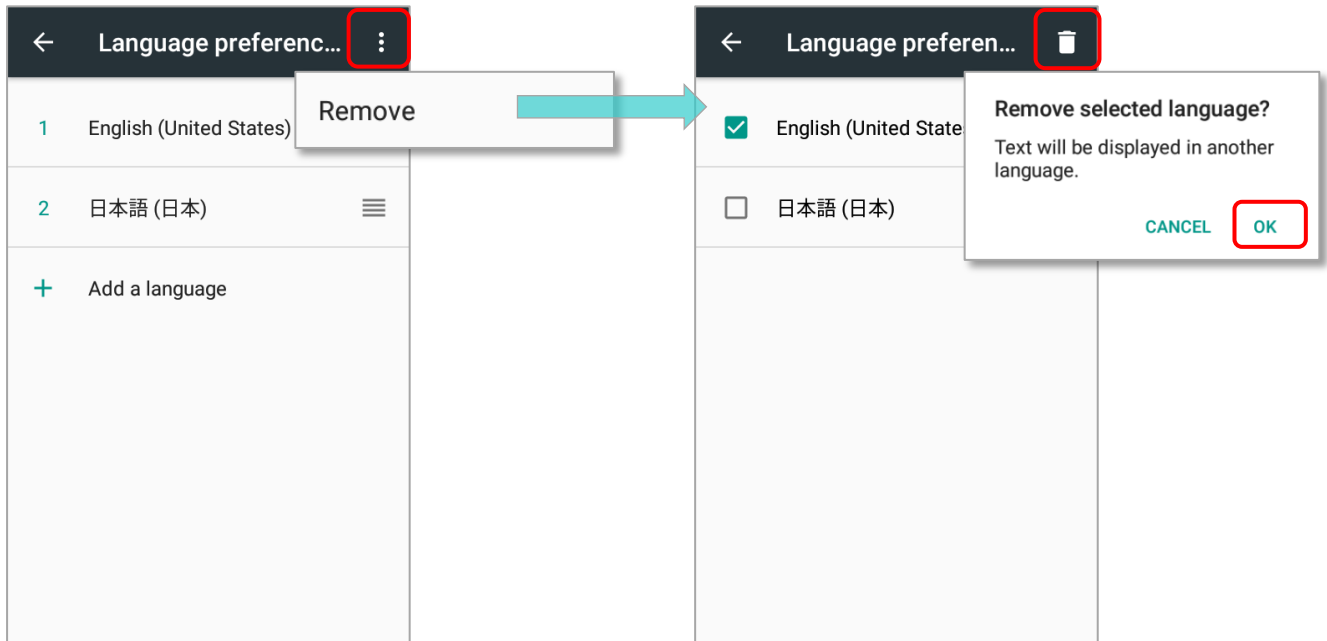 Language preferenc...
Remove
1 English (United States)
2 日本語 (日本)
Add a language
Language preferen...
English (United State
日本語 (日本)
Remove selected language?
Text will be displayed in another
language.
CANCEL OK